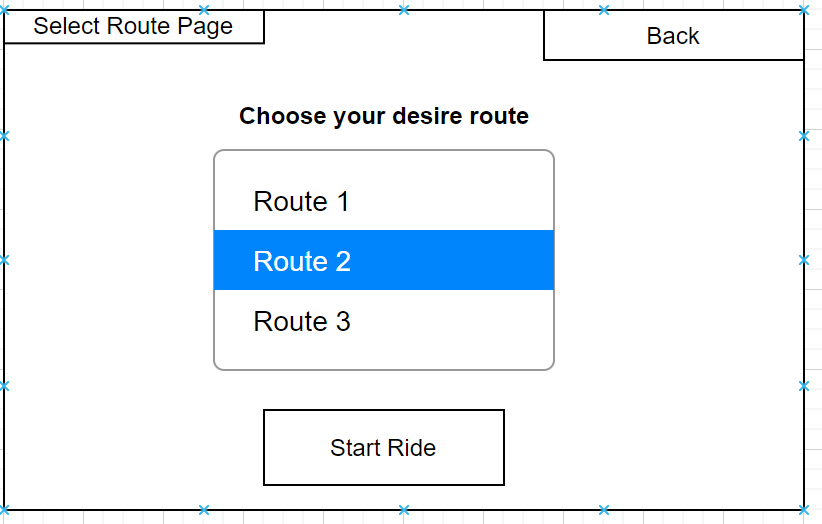 Select Route Page
Back
Choose your desire route
Route 1
Route 2
Route 3
Start Ride